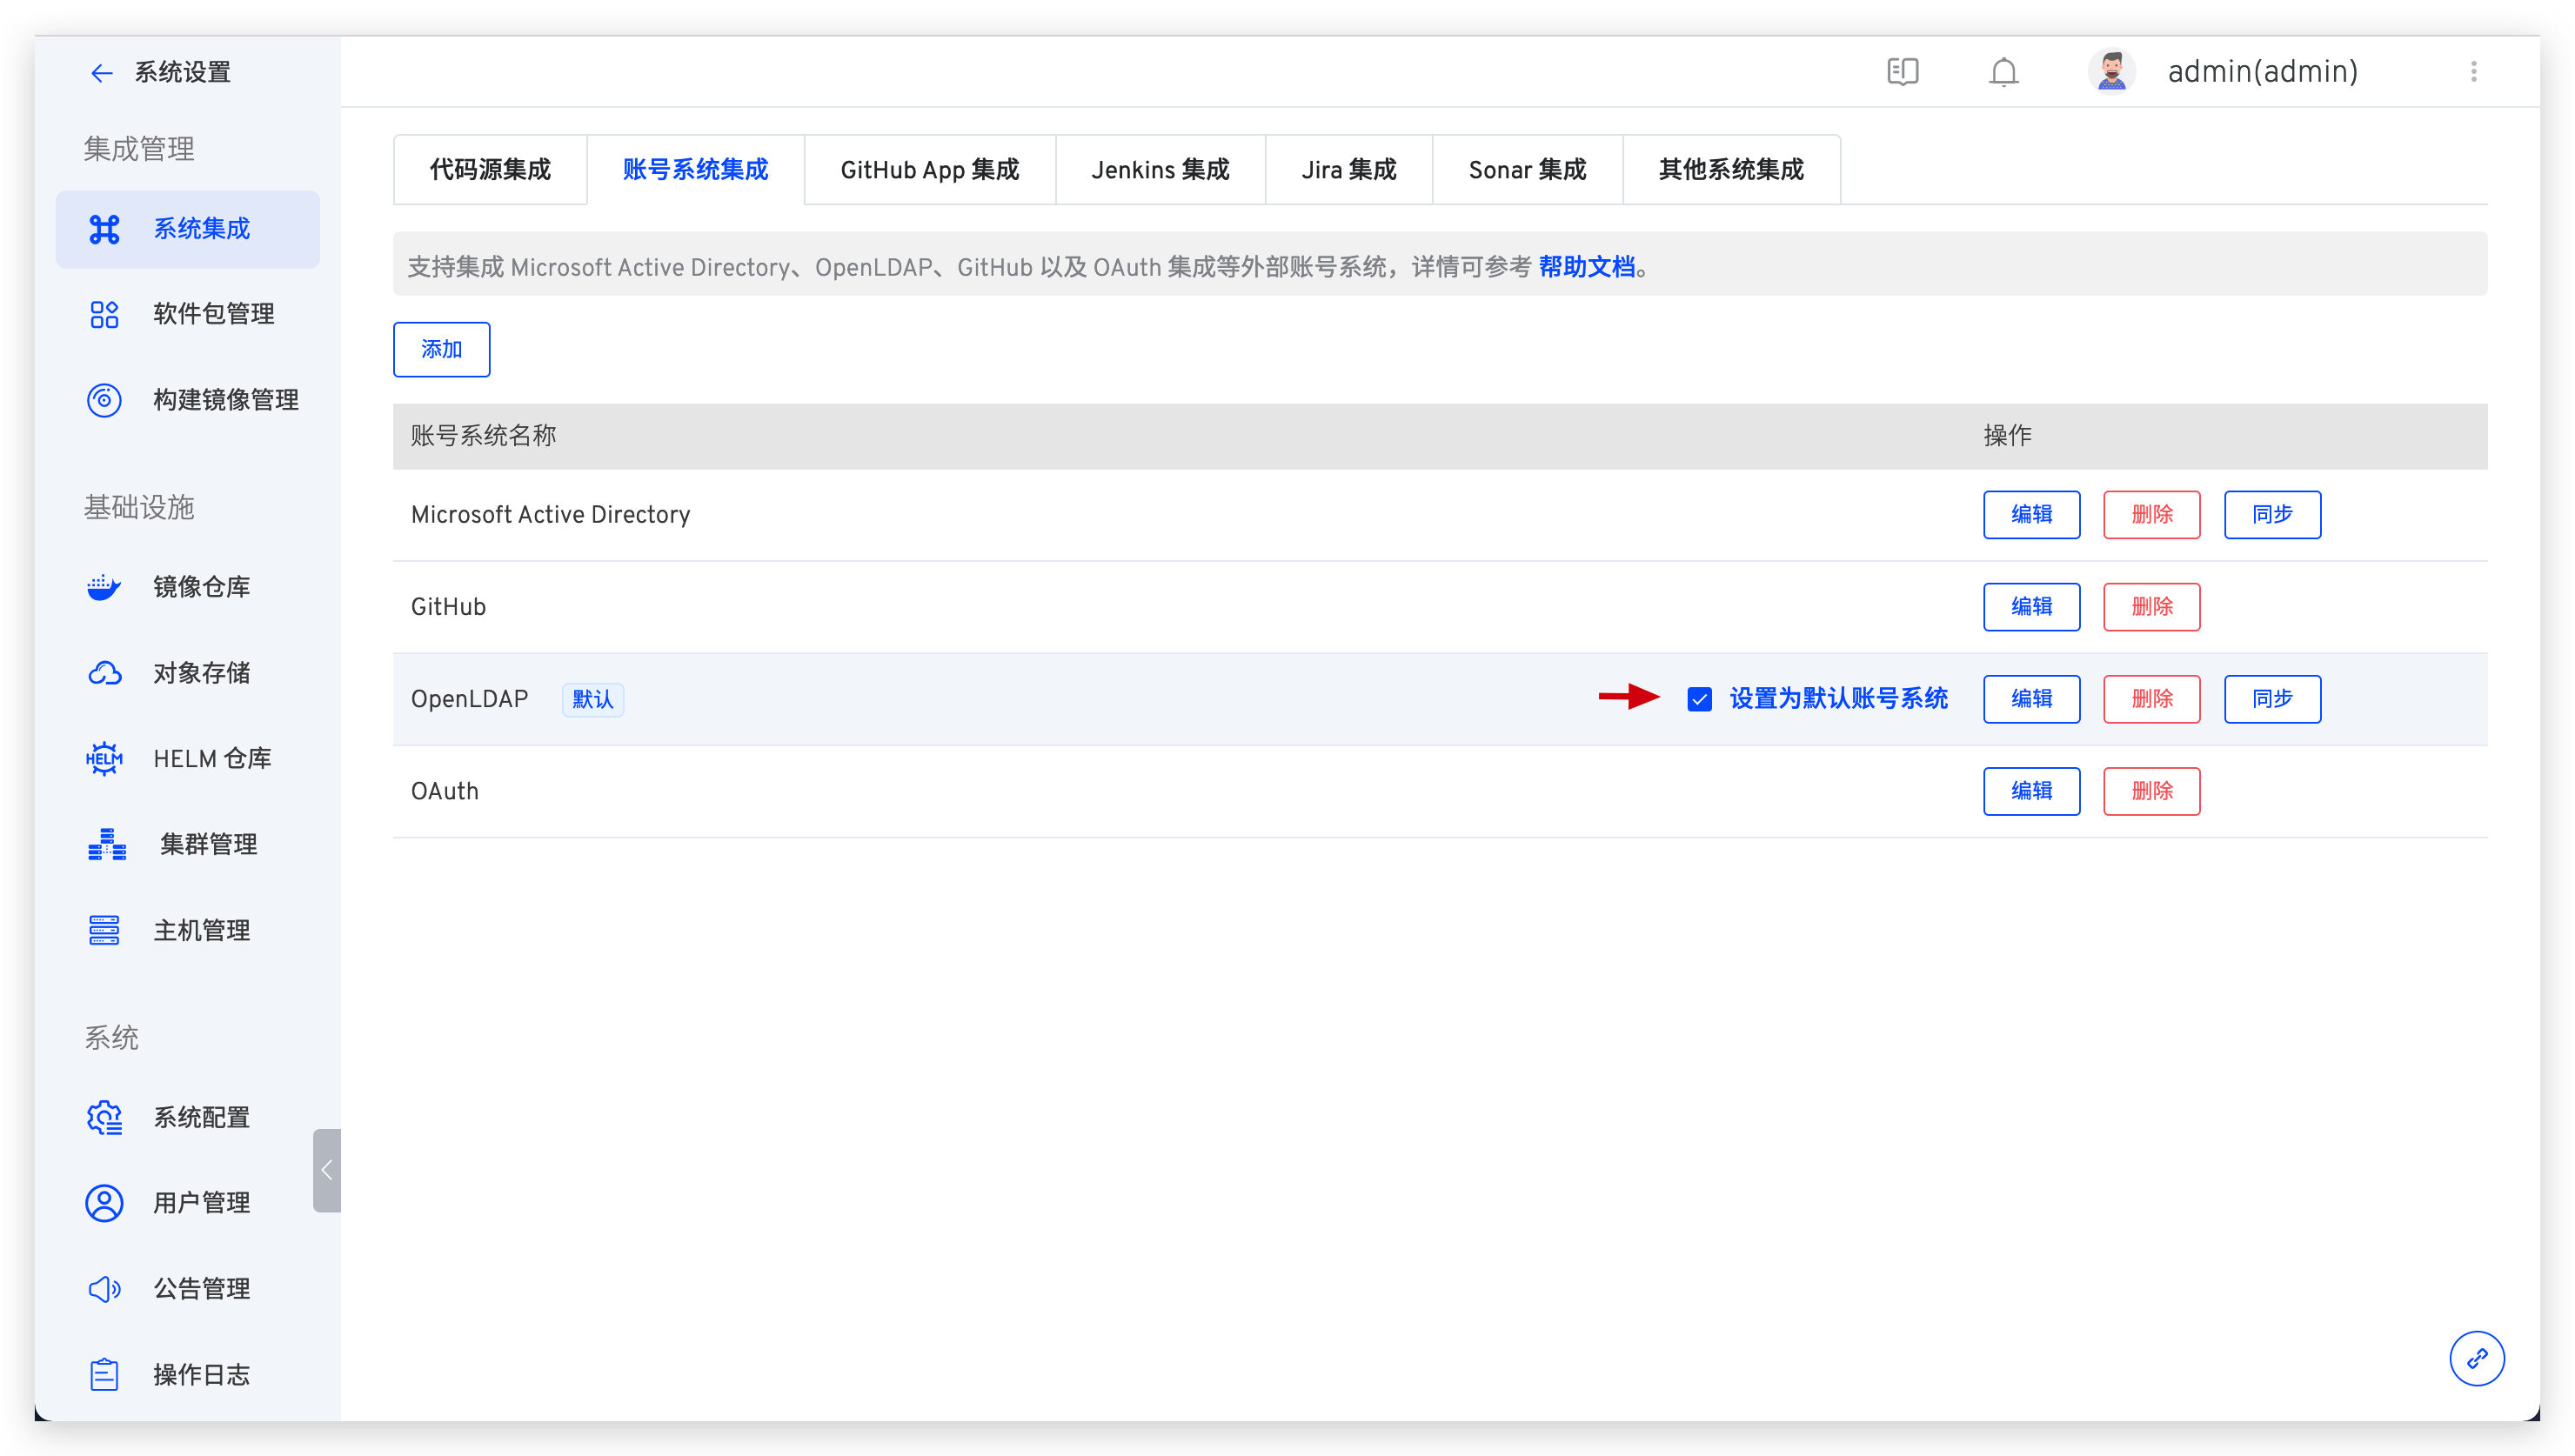 系统设置
admin(admin)
集成管理
系统集成
软件包管理
构建镜像管理
基础设施
镜像仓库
对象存储
HELM HELM 仓库
集群管理
主机管理
系统
系统配置
用户管理
公告管理
操作日志
代码源集成 账号系统集成 GitHub App 集成 Jenkins 集成 Jira 集成 Sonar 集成 其他系统集成
支持集成 Microsoft Active Directory、OpenLDAP、GitHub 以及 OAuth 集成等外部账号系统，详情可参考 帮助文档。
添加
账号系统名称 操作
Microsoft Active Directory 编辑 删除 同步
GitHub 编辑 删除
OpenLDAP 默认 设置为默认账号系统 编辑 删除 同步
OAuth 编辑 删除